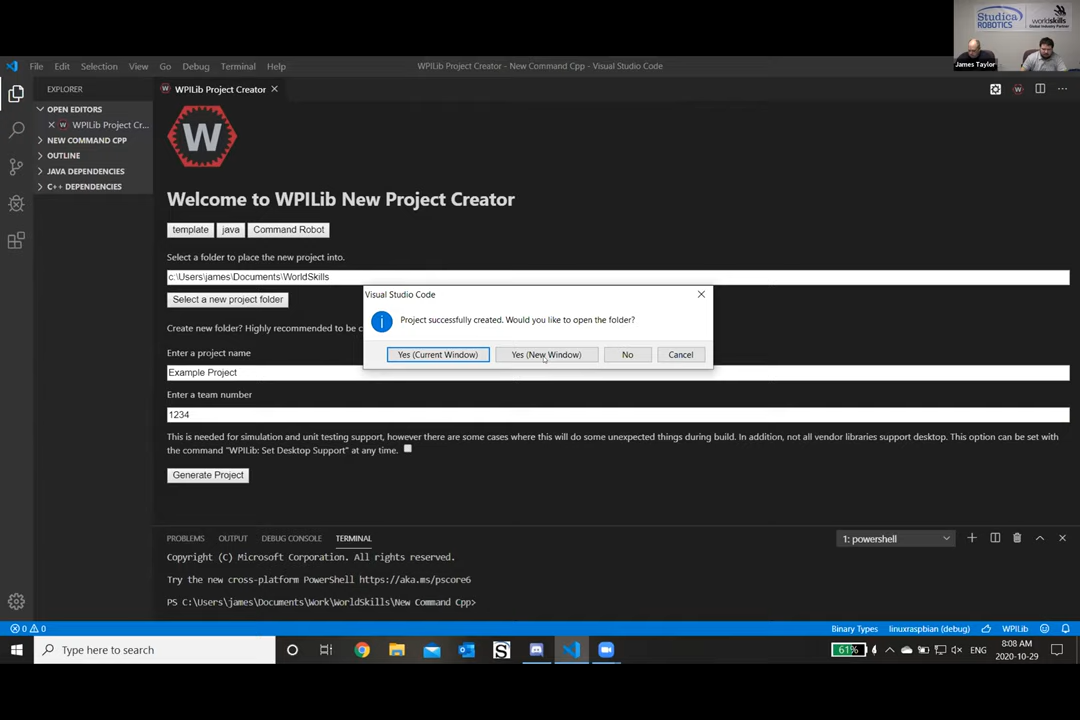 Studica
ROBOTICS
worldskills
Global Industry Partner
James Taylor
File Edit Selection View Go Debug Terminal Help
WPILib Project Creator - New Command Cpp - Visual Studio Code
EXPLORER
WPILib Project Creator
OPEN EDITORS
WPILib Project Cr...
NEW COMMAND CPP
OUTLINE
JAVA DEPENDENCIES
C++ DEPENDENCIES
W
Welcome to WPILib New Project Creator
template java Command Robot
Select a folder to place the new project into.
c:\Users\james\Documents\WorldSkills
Select a new project folder
Create new folder? Highly recommended to be c
Visual Studio Code
Project successfully created. Would you like to open the folder?
Yes (Current Window) Yes (New Window) No Cancel
Enter a project name
Example Project
Enter a team number
1234
This is needed for simulation and unit testing support, however there are some cases where this will do some unexpected things during build. In addition, not all vendor libraries support desktop. This option can be set with
the command "WPILib: Set Desktop Support" at any time.
Generate Project
PROBLEMS OUTPUT DEBUG CONSOLE TERMINAL
1: powershell
Copyright (C) Microsoft Corporation. All rights reserved.
Try the new cross-platform PowerShell https://aka.ms/pscore6
PS C:\Users\james\Documents\Work\WorldSkills\New Command Cpp>
0 0
Binary Types linuxraspbian (debug) WPILib
Type here to search
S
61%
ENG
8:08 AM
2020-10-29